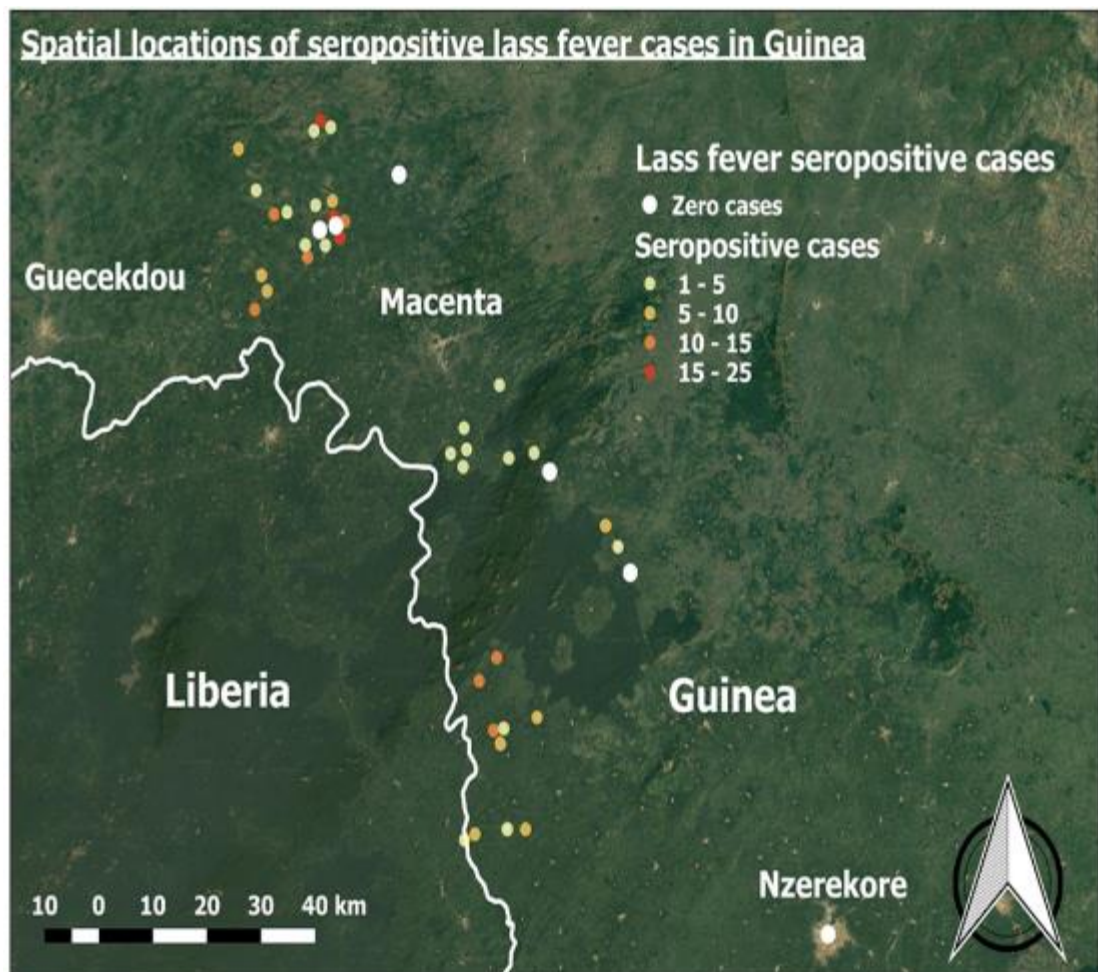 Spatial locations of seropositive lass fever cases in Guinea
Lass fever seropositive cases
Zero cases
Seropositive cases
1 - 5
5 - 10
10 - 15
15 - 25
Guecekdou
Macenta
Liberia
Guinea
Nzerekore
10 0 10 20 30 40 km